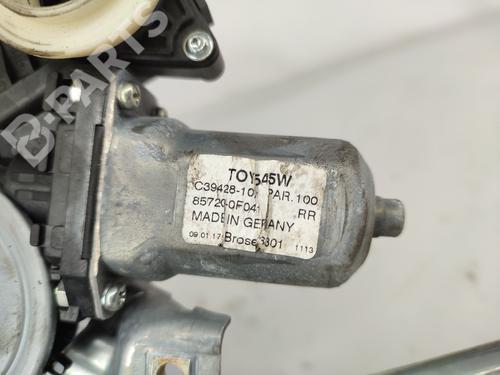 B-PARTS
TOY545W
C39428-10, PAR.100
85720-0F04 RR
MADE IN GERMANY
09.01.17 Brose 3301 1113